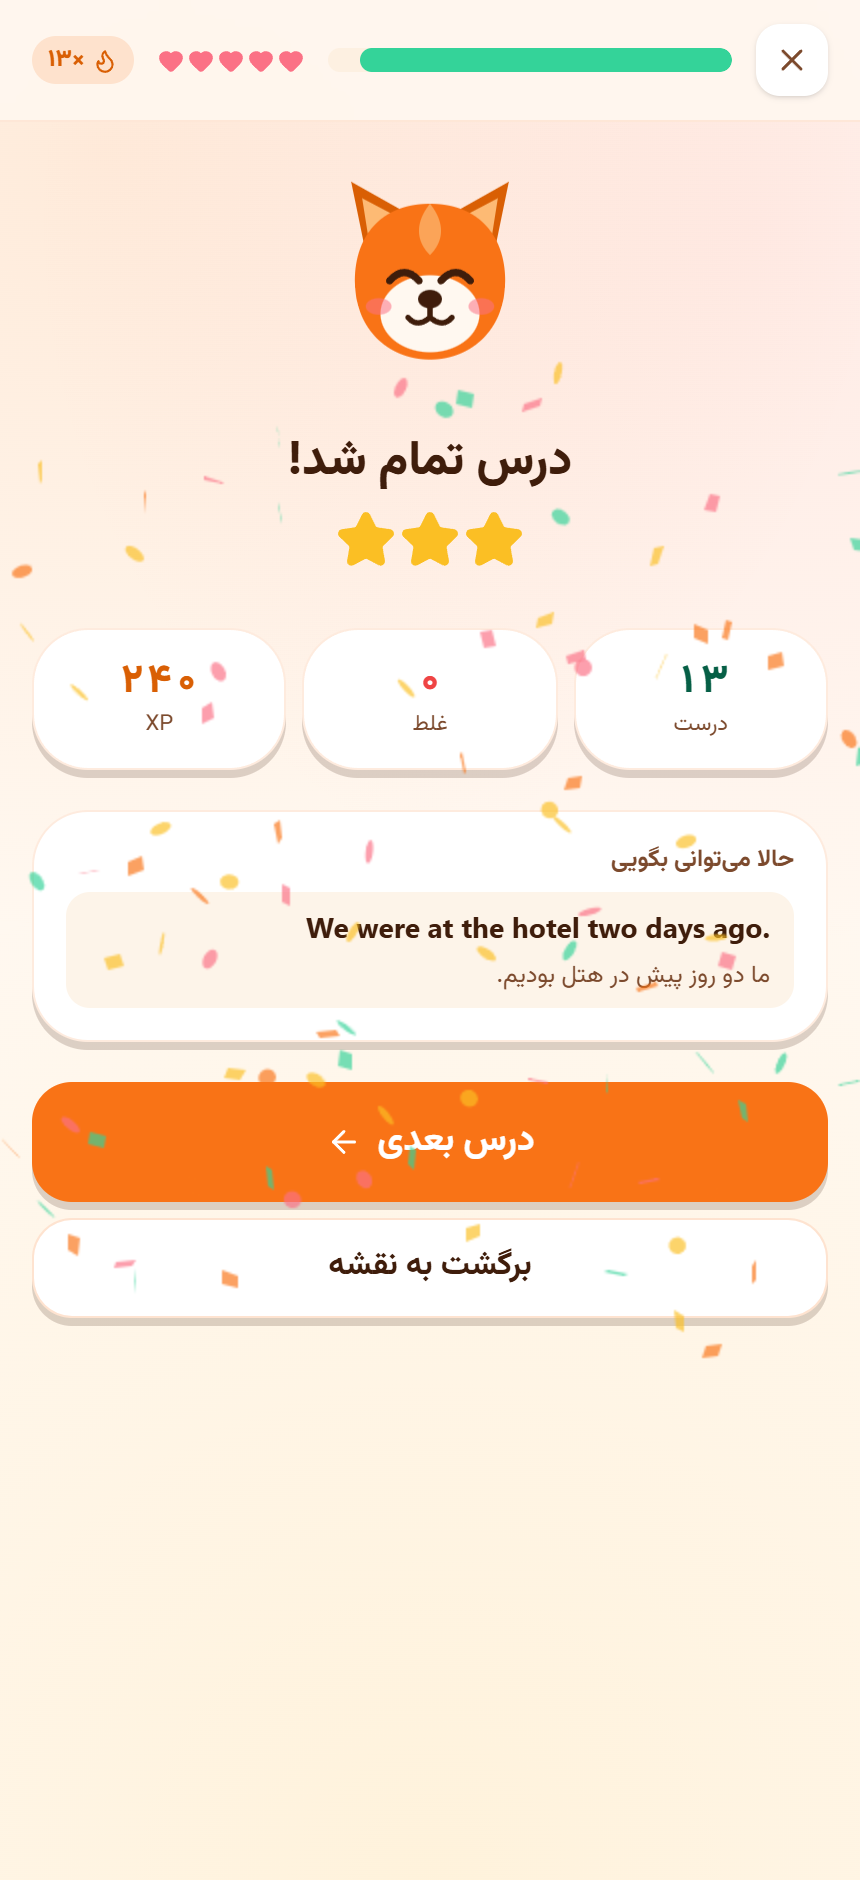 ۱۳×
درس تمام شد!
۱۳
درست
۰
غلط
۲۴۰
XP
حالا می‌توانی بگویی
We were at the hotel two days ago.
ما دو روز پیش در هتل بودیم.
درس بعدی ←
برگشت به نقشه